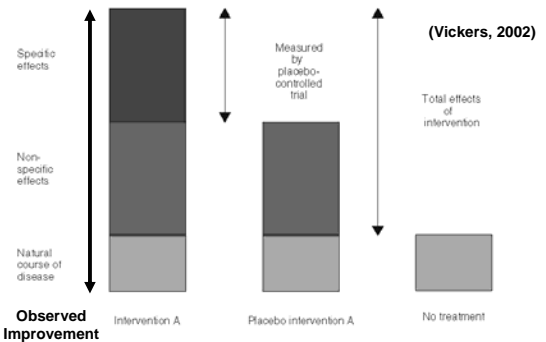 (Vickers, 2002)
Specific
effects
Measured
by
placebo-
controlled
trial
Total effects
of
intervention
Non-
specific
effects
Natural
course of
disease
Observed
Improvement
Intervention A
Placebo intervention A
No treatment